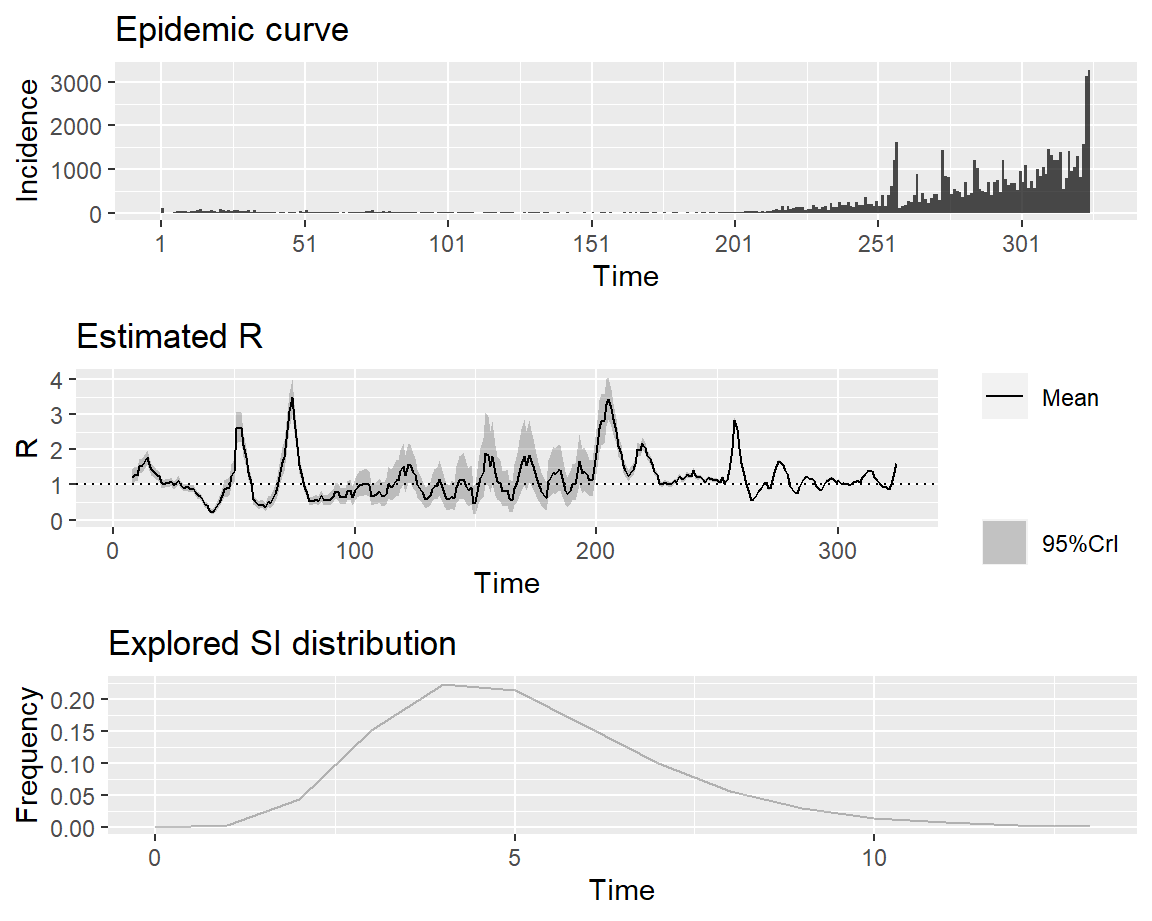 Epidemic curve
Incidence
3000
2000
1000
0
1 51 101 151 201 251 301
Time
Estimated R
R
4
3
2
1
0
0 100 200 300
Time
Mean
95%CrI
Explored SI distribution
Frequency
0.20
0.15
0.10
0.05
0.00
0 5 10
Time